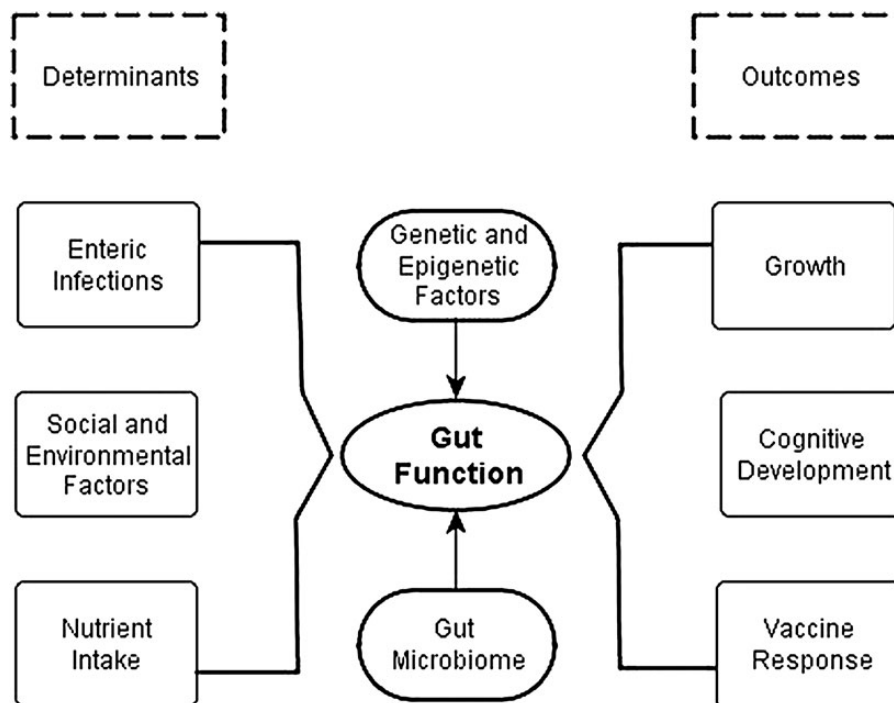 Determinants
Outcomes
Enteric
Infections
Genetic and
Epigenetic
Factors
Growth
Social and
Environmental
Factors
Gut
Function
Cognitive
Development
Nutrient
Intake
Gut
Microbiome
Vaccine
Response